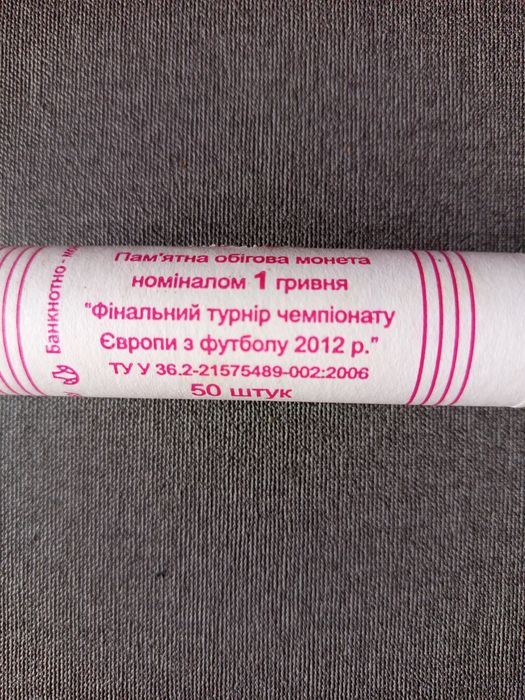 Банкнотно -
Пам'ятна обігова монета
номіналом 1 гривня
"Фінальний турнір чемпіонату
Європи з футболу 2012 р."
ТУ У 36.2-21575489-002:2006
50 штук